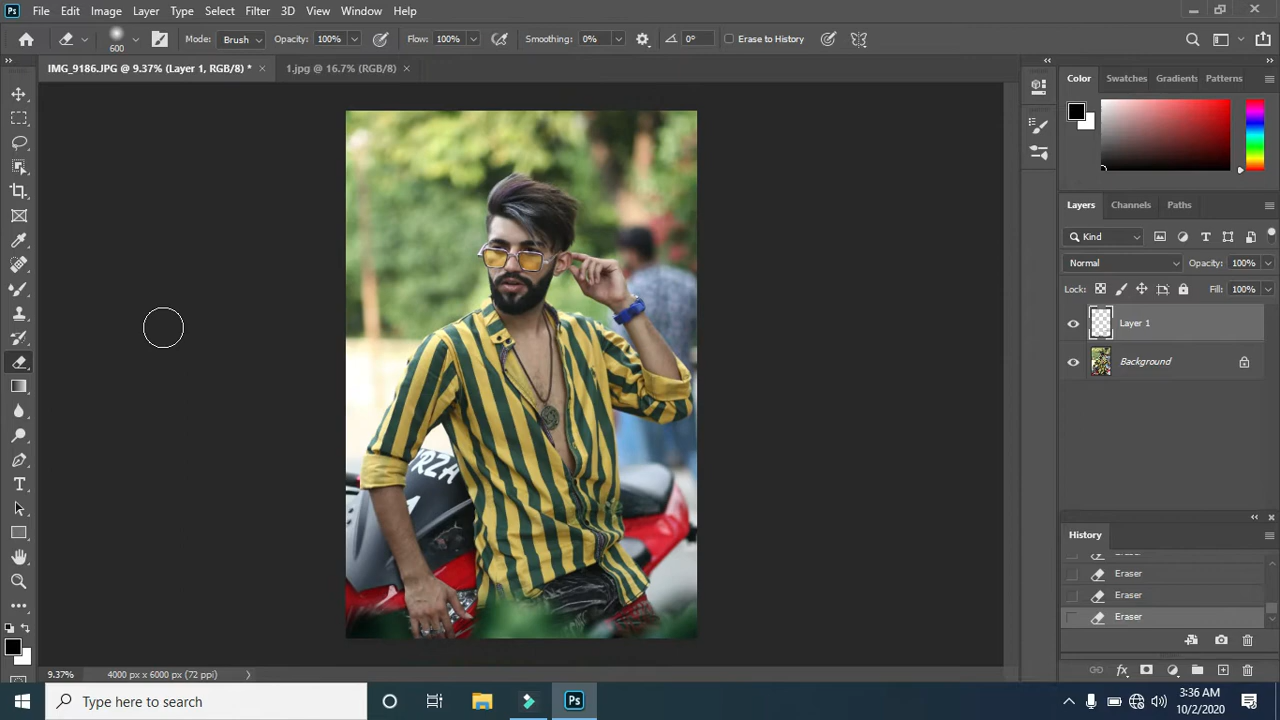 File Edit Image Layer Type Select Filter 3D View Window Help
600 Mode: Brush Opacity: 100% Flow: 100% Smoothing: 0% 0° Erase to History
IMG_9186.JPG @ 9.37% (Layer 1, RGB/8) * × 1.jpg @ 16.7% (RGB/8) ×
Color Swatches Gradients Patterns
Layers Channels Paths
Kind
Normal Opacity: 100%
Lock: Fill: 100%
Layer 1
Background
History
Eraser
Eraser
Eraser
Eraser
9.37% 4000 px x 6000 px (72 ppi)
Type here to search
Ps
3:36 AM
10/2/2020